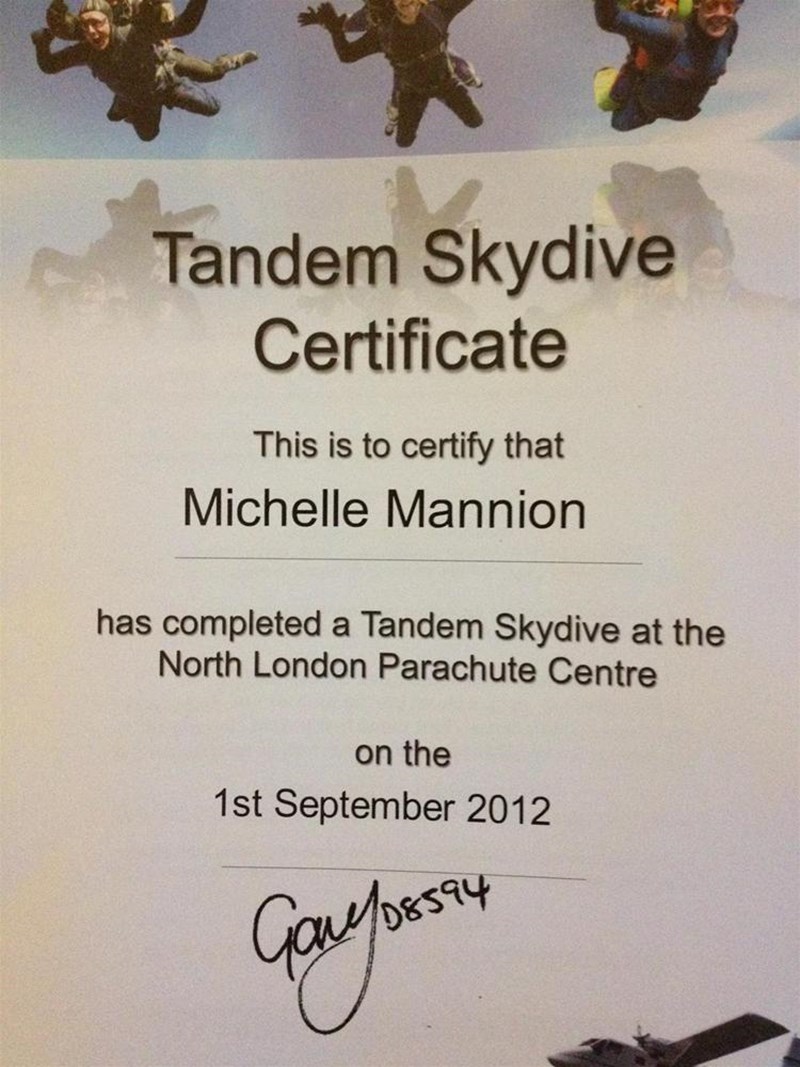 Tandem Skydive
Certificate
This is to certify that
Michelle Mannion
has completed a Tandem Skydive at the
North London Parachute Centre
on the
1st September 2012
Gary D8594